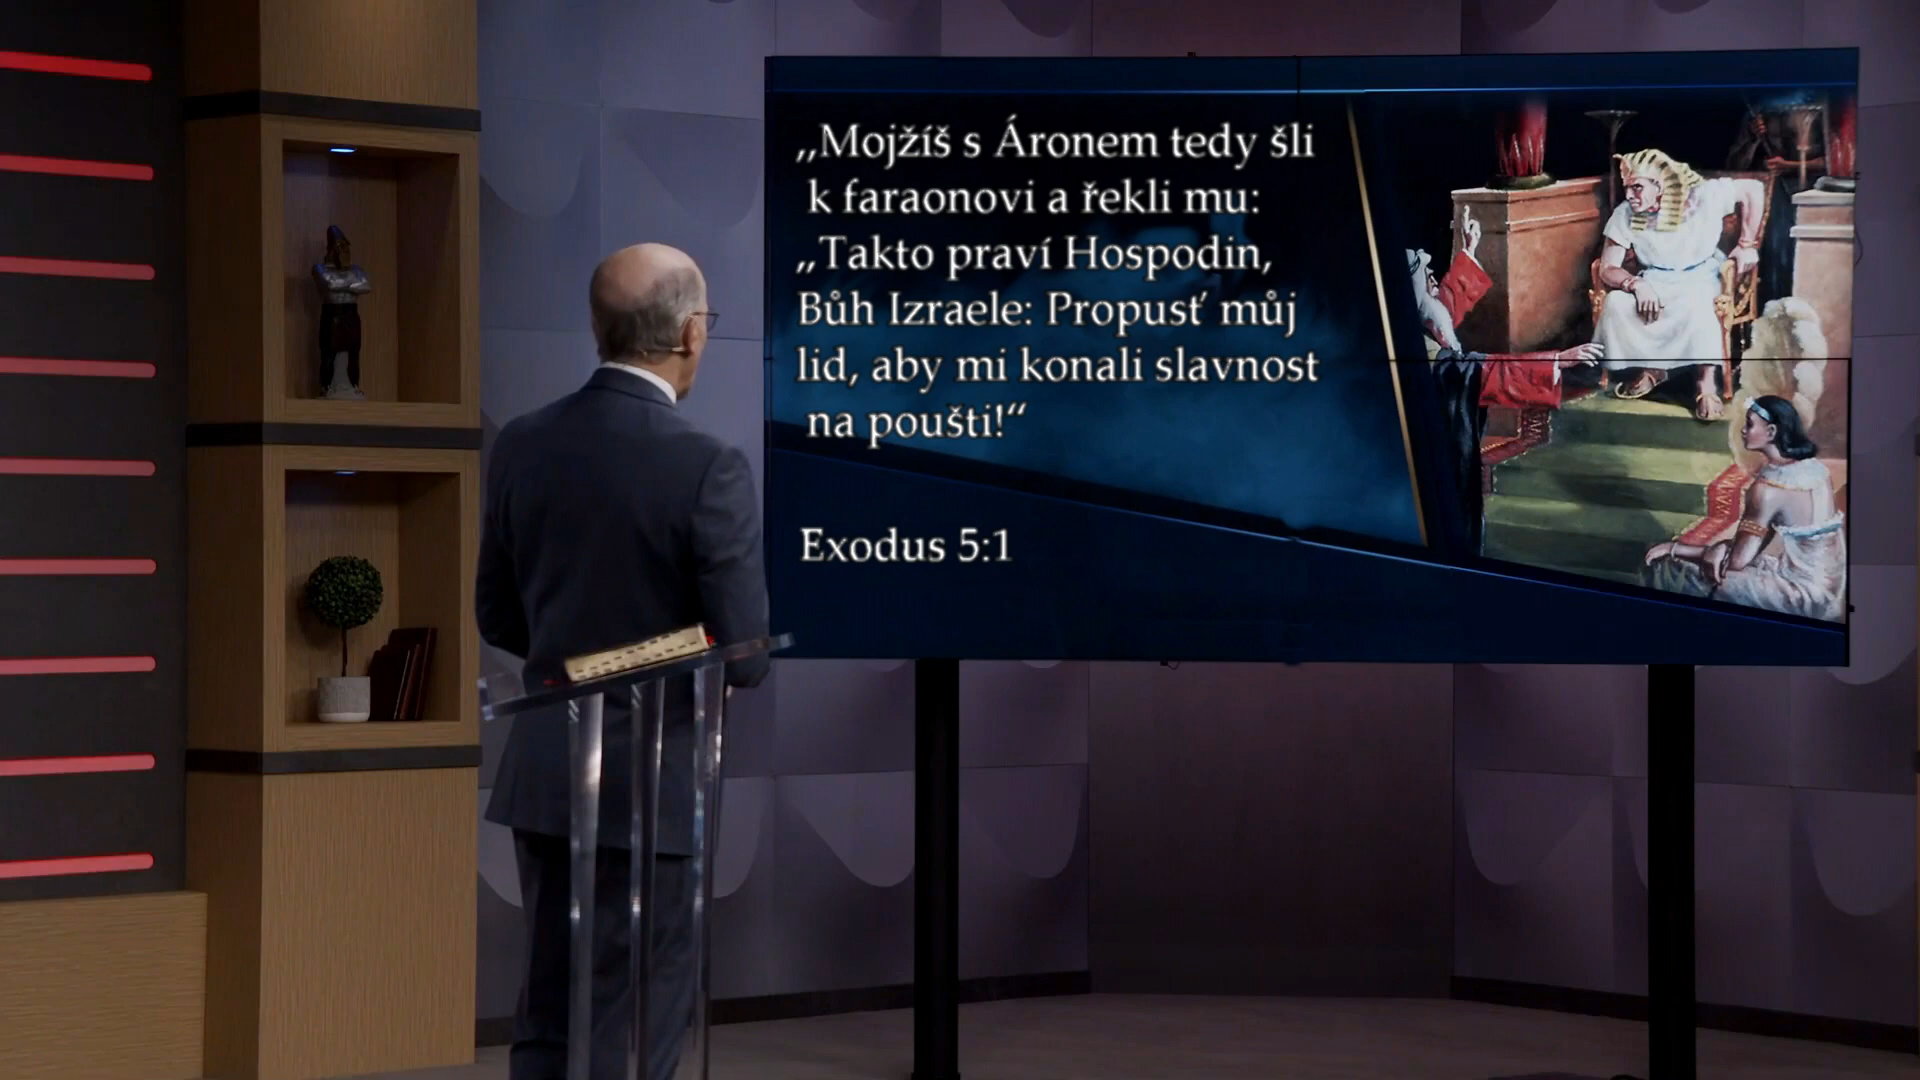 ,,Mojžíš s Áronem tedy šli
k faraonovi a řekli mu:
„Takto praví Hospodin,
Bůh Izraele: Propusť můj
lid, aby mi konali slavnost
na poušti!“
Exodus 5:1